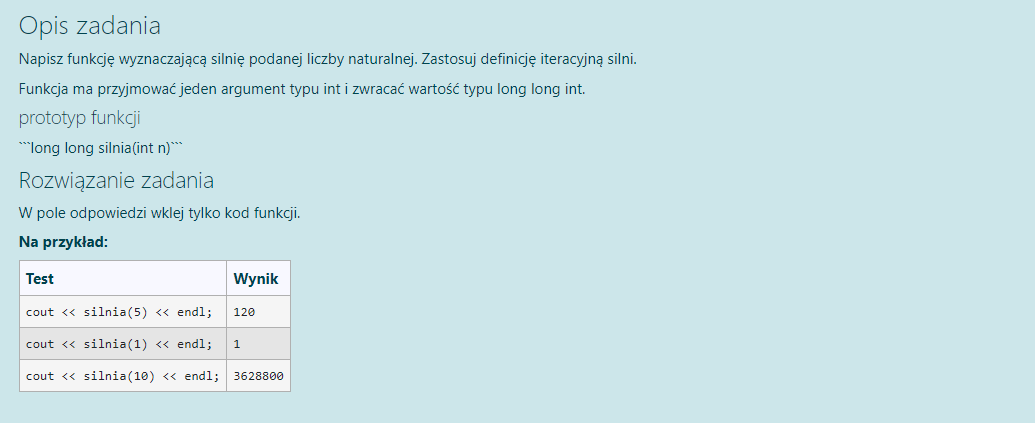 Opis zadania
Napisz funkcję wyznaczającą silnię podanej liczby naturalnej. Zastosuj definicję iteracyjną silni.
Funkcja ma przyjmować jeden argument typu int i zwracać wartość typu long long int.
prototyp funkcji
```long long silnia(int n)```
Rozwiązanie zadania
W pole odpowiedzi wklej tylko kod funkcji.
Na przykład:
Test Wynik
cout << silnia(5) << endl; 120
cout << silnia(1) << endl; 1
cout << silnia(10) << endl; 3628800